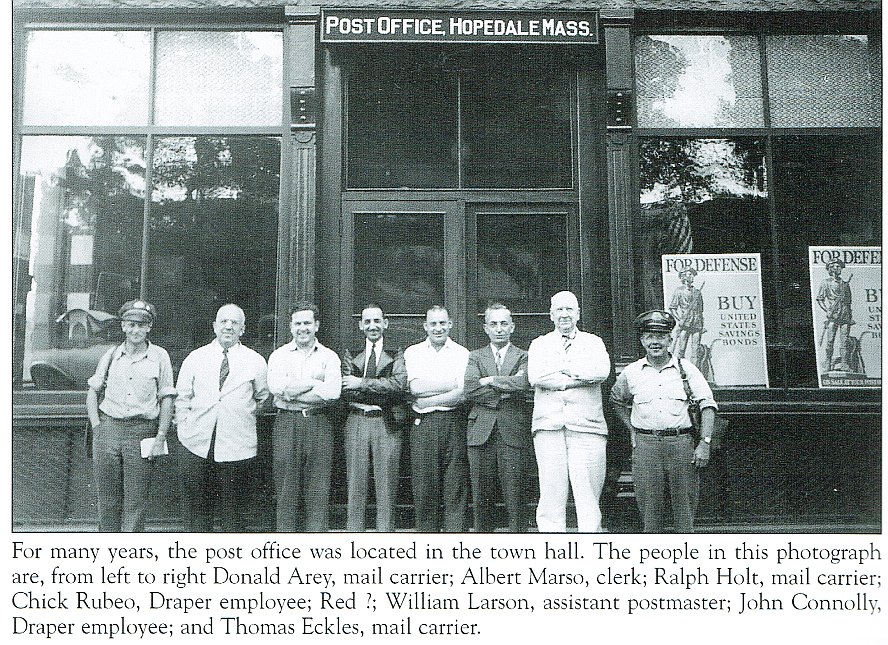 POST OFFICE, HOPEDALE MASS.
FOR DEFENSE
BUY
UNITED
STATES
SAVINGS
BONDS
FOR DEFE
For many years, the post office was located in the town hall. The people in this photograph
are, from left to right Donald Arey, mail carrier; Albert Marso, clerk; Ralph Holt, mail carrier;
Chick Rubeo, Draper employee; Red ?; William Larson, assistant postmaster; John Connolly,
Draper employee; and Thomas Eckles, mail carrier.